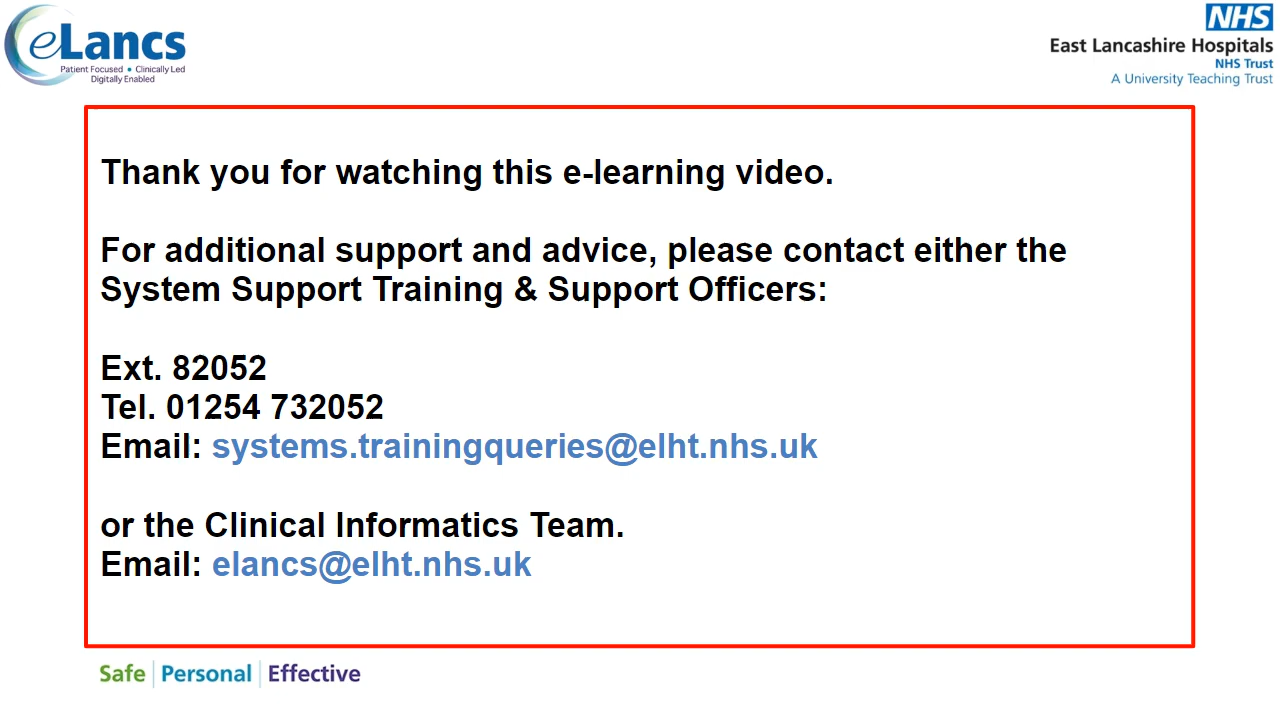 eLancs
Patient Focused • Clinically Led
Digitally Enabled
NHS
East Lancashire Hospitals
NHS Trust
A University Teaching Trust
Thank you for watching this e-learning video.
For additional support and advice, please contact either the
System Support Training & Support Officers:
Ext. 82052
Tel. 01254 732052
Email: systems.trainingqueries@elht.nhs.uk
or the Clinical Informatics Team.
Email: elancs@elht.nhs.uk
Safe | Personal | Effective